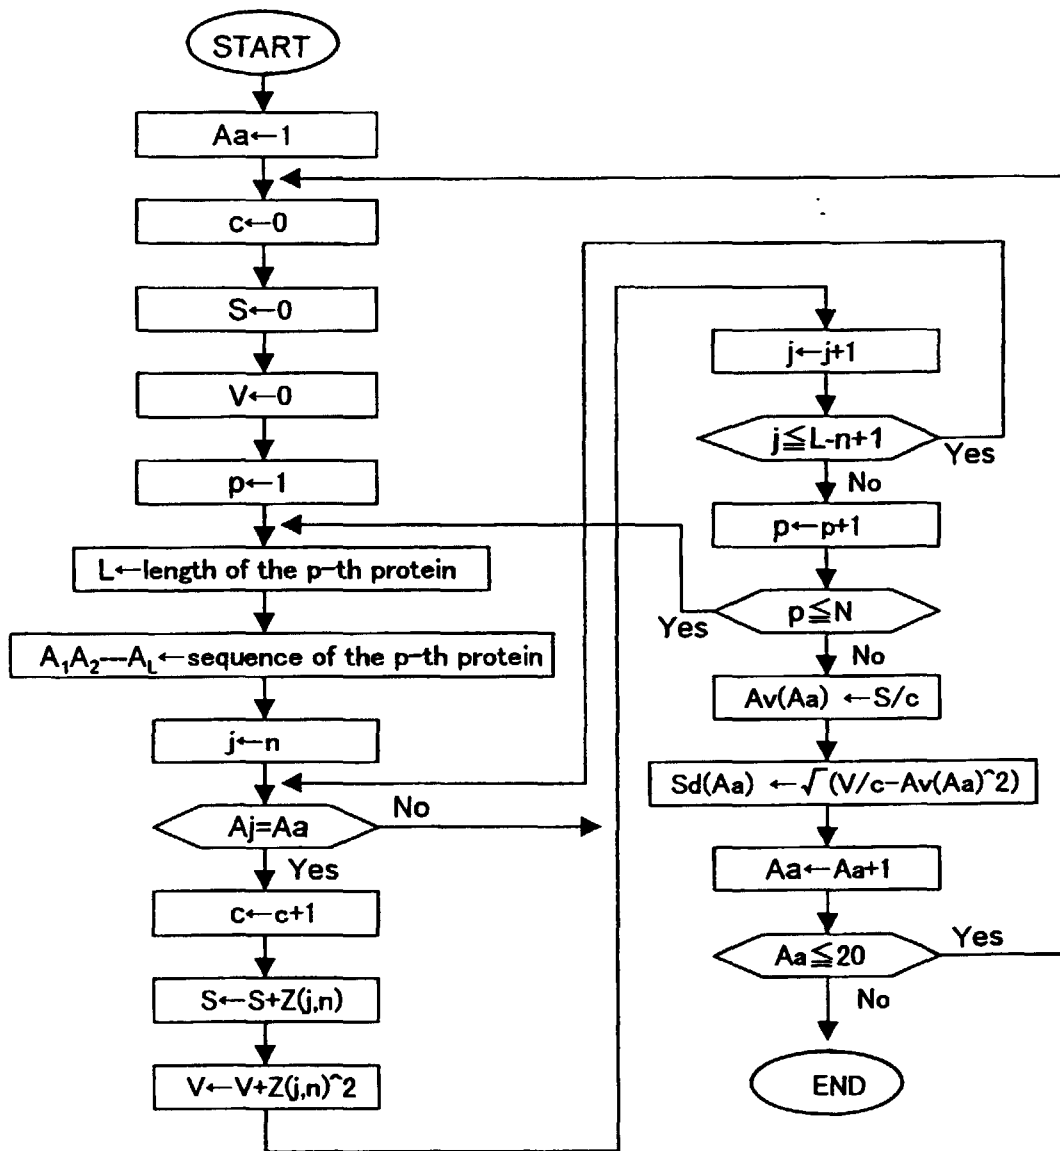 START
Aa←1
c←0
S←0
V←0
p←1
L←length of the p-th protein
A₁A₂---A_L←sequence of the p-th protein
j←n
Aj=Aa
No
Yes
c←c+1
S←S+Z(j,n)
V←V+Z(j,n)^2
j←j+1
j≦L-n+1
Yes
No
p←p+1
p≦N
Yes
No
Av(Aa) ←S/c
Sd(Aa) ←√(V/c-Av(Aa)^2)
Aa←Aa+1
Aa≦20
Yes
No
END